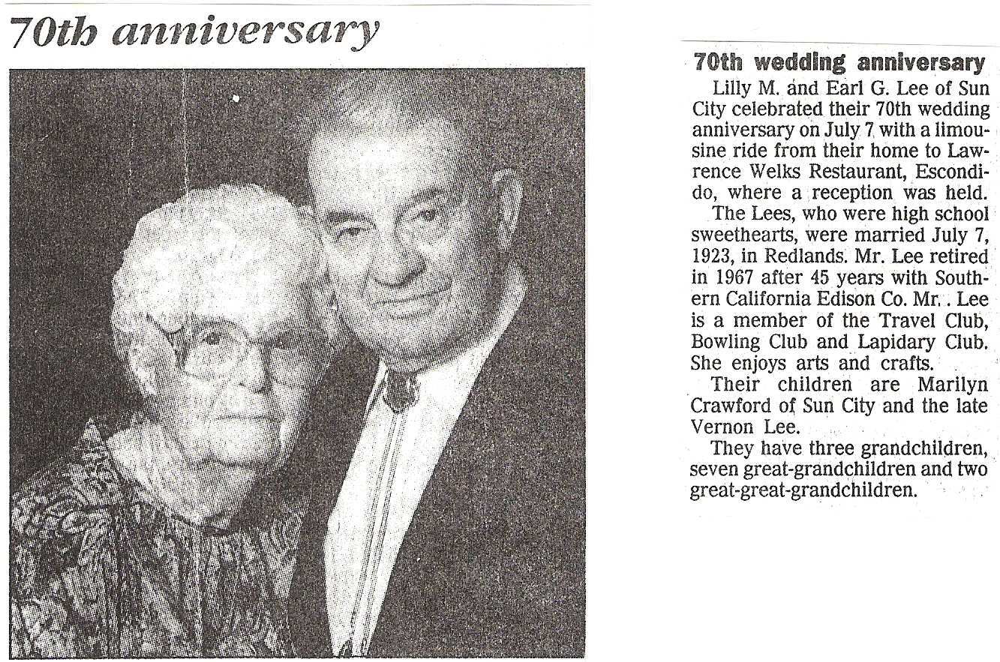 70th anniversary
70th wedding anniversary
Lilly M. and Earl G. Lee of Sun
City celebrated their 70th wedding
anniversary on July 7 with a limou-
sine ride from their home to Law-
rence Welks Restaurant, Escondi-
do, where a reception was held.
The Lees, who were high school
sweethearts, were married July 7,
1923, in Redlands. Mr. Lee retired
in 1967 after 45 years with South-
ern California Edison Co. Mr. . Lee
is a member of the Travel Club,
Bowling Club and Lapidary Club.
She enjoys arts and crafts.
Their children are Marilyn
Crawford of Sun City and the late
Vernon Lee.
They have three grandchildren,
seven great-grandchildren and two
great-great-grandchildren.